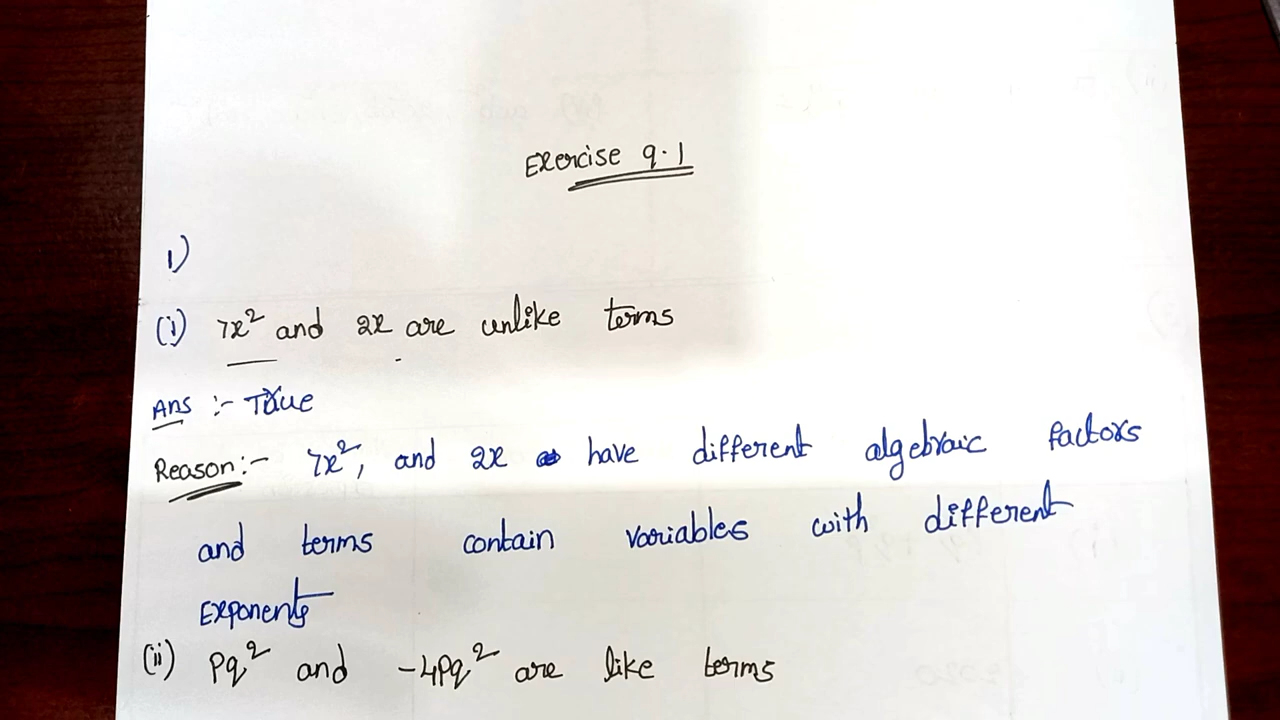 Exercise 9.1
1)
(i) 7x² and 2x are unlike terms
Ans :- True
Reason:- 7x², and 2x have different algebraic factors
and terms contain variables with different
Exponents
(ii) Pq² and -4Pq² are like terms